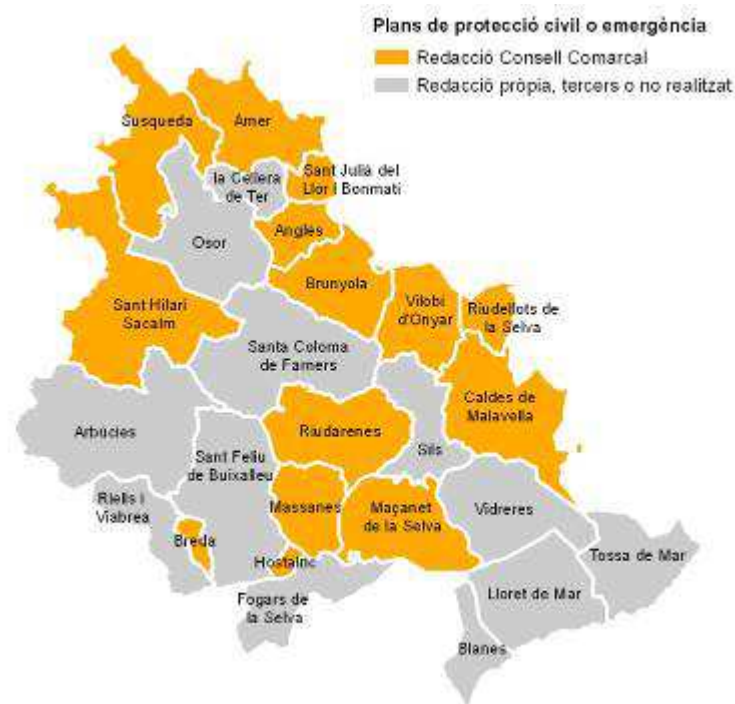 Plans de protecció civil o emergència
Redacció Consell Comarcal
Redacció pròpia, tercers o no realitzat
Susqueda
Amer
la Cellera
de Ter
Sant Julià del
Llor i Bonmatí
Osor
Anglès
Brunyola
Sant Hilari
Sacalm
Vilobí
d'Onyar
Riudellots de
la Selva
Santa Coloma
de Farners
Caldes de
Malavella
Arbúcies
Riudarenes
Sils
Sant Feliu
de Buixalleu
Riells i
Viabrea
Massanes
Maçanet
de la Selva
Vidreres
Breda
Hostalric
Tossa de Mar
Fogars de
la Selva
Lloret de Mar
Blanes